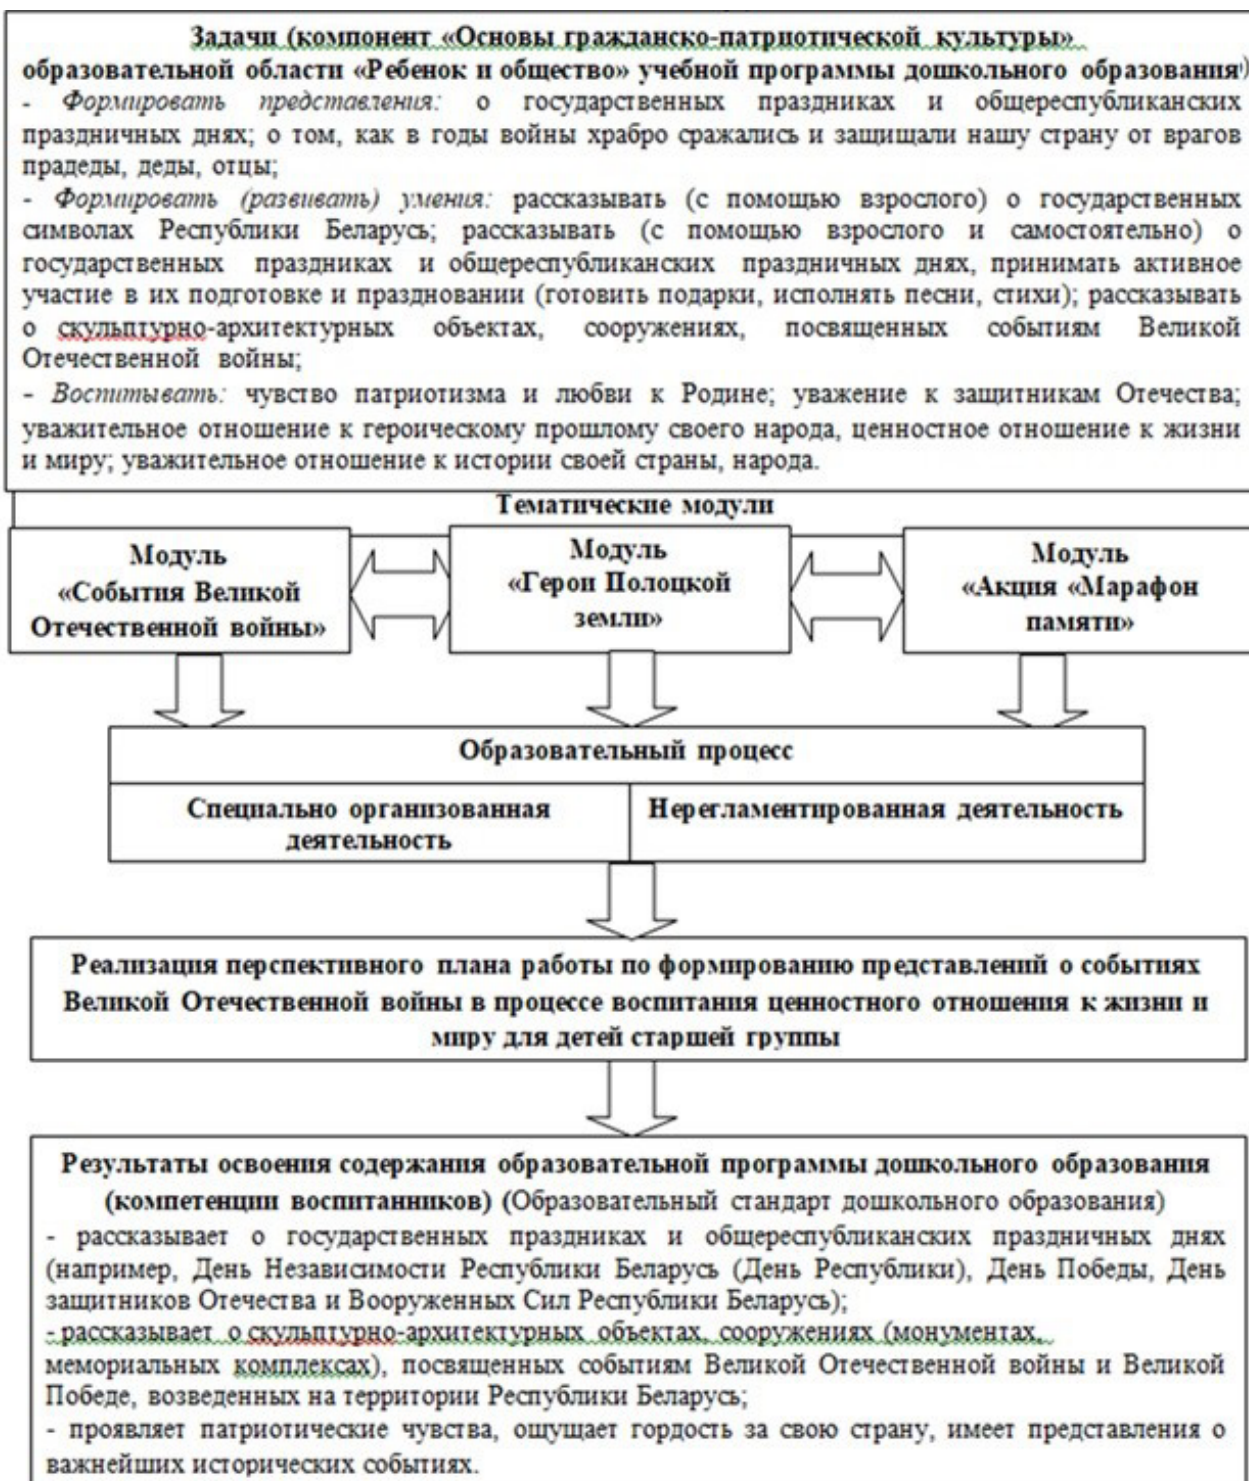 Задачи (компонент «Основы гражданско-патриотической культуры»
образовательной области «Ребенок и общество» учебной программы дошкольного образования)
- Формировать представления: о государственных праздниках и общереспубликанских
праздничных днях; о том, как в годы войны храбро сражались и защищали нашу страну от врагов
прадеды, деды, отцы;
- Формировать (развивать) умения: рассказывать (с помощью взрослого) о государственных
символах Республики Беларусь; рассказывать (с помощью взрослого и самостоятельно) о
государственных праздниках и общереспубликанских праздничных днях, принимать активное
участие в их подготовке и праздновании (готовить подарки, исполнять песни, стихи); рассказывать
о скульптурно-архитектурных объектах, сооружениях, посвященных событиям Великой
Отечественной войны;
- Воспитывать: чувство патриотизма и любви к Родине; уважение к защитникам Отечества;
уважительное отношение к героическому прошлому своего народа, ценностное отношение к жизни
и миру; уважительное отношение к истории своей страны, народа.
Тематические модули
Модуль
«События Великой
Отечественной войны»
Модуль
«Герои Полоцкой
земли»
Модуль
«Акция «Марафон
памяти»
Образовательный процесс
Специально организованная
деятельность
Нерегламентированная деятельность
Реализация перспективного плана работы по формированию представлений о событиях
Великой Отечественной войны в процессе воспитания ценностного отношения к жизни и
миру для детей старшей группы
Результаты освоения содержания образовательной программы дошкольного образования
(компетенции воспитанников) (Образовательный стандарт дошкольного образования)
- рассказывает о государственных праздниках и общереспубликанских праздничных днях
(например, День Независимости Республики Беларусь (День Республики), День Победы, День
защитников Отечества и Вооруженных Сил Республики Беларусь);
- рассказывает о скульптурно-архитектурных объектах, сооружениях (монументах,
мемориальных комплексах), посвященных событиям Великой Отечественной войны и Великой
Победе, возведенных на территории Республики Беларусь;
- проявляет патриотические чувства, ощущает гордость за свою страну, имеет представления о
важнейших исторических событиях.